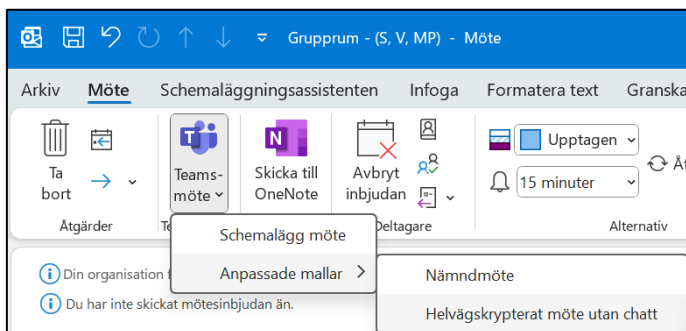 Grupprum - (S, V, MP) - Möte
Arkiv Möte Schemaläggningsassistenten Infoga Formatera text Granska
Ta bort
Teams-möte
Skicka till OneNote
Avbryt inbjudan
Upptagen
15 minuter
Åtgärder
Deltagare
Alternativ
Schemalägg möte
Anpassade mallar
Nämndmöte
Helvägskrypterat möte utan chatt
Din organisation
Du har inte skickat mötesinbjudan än.